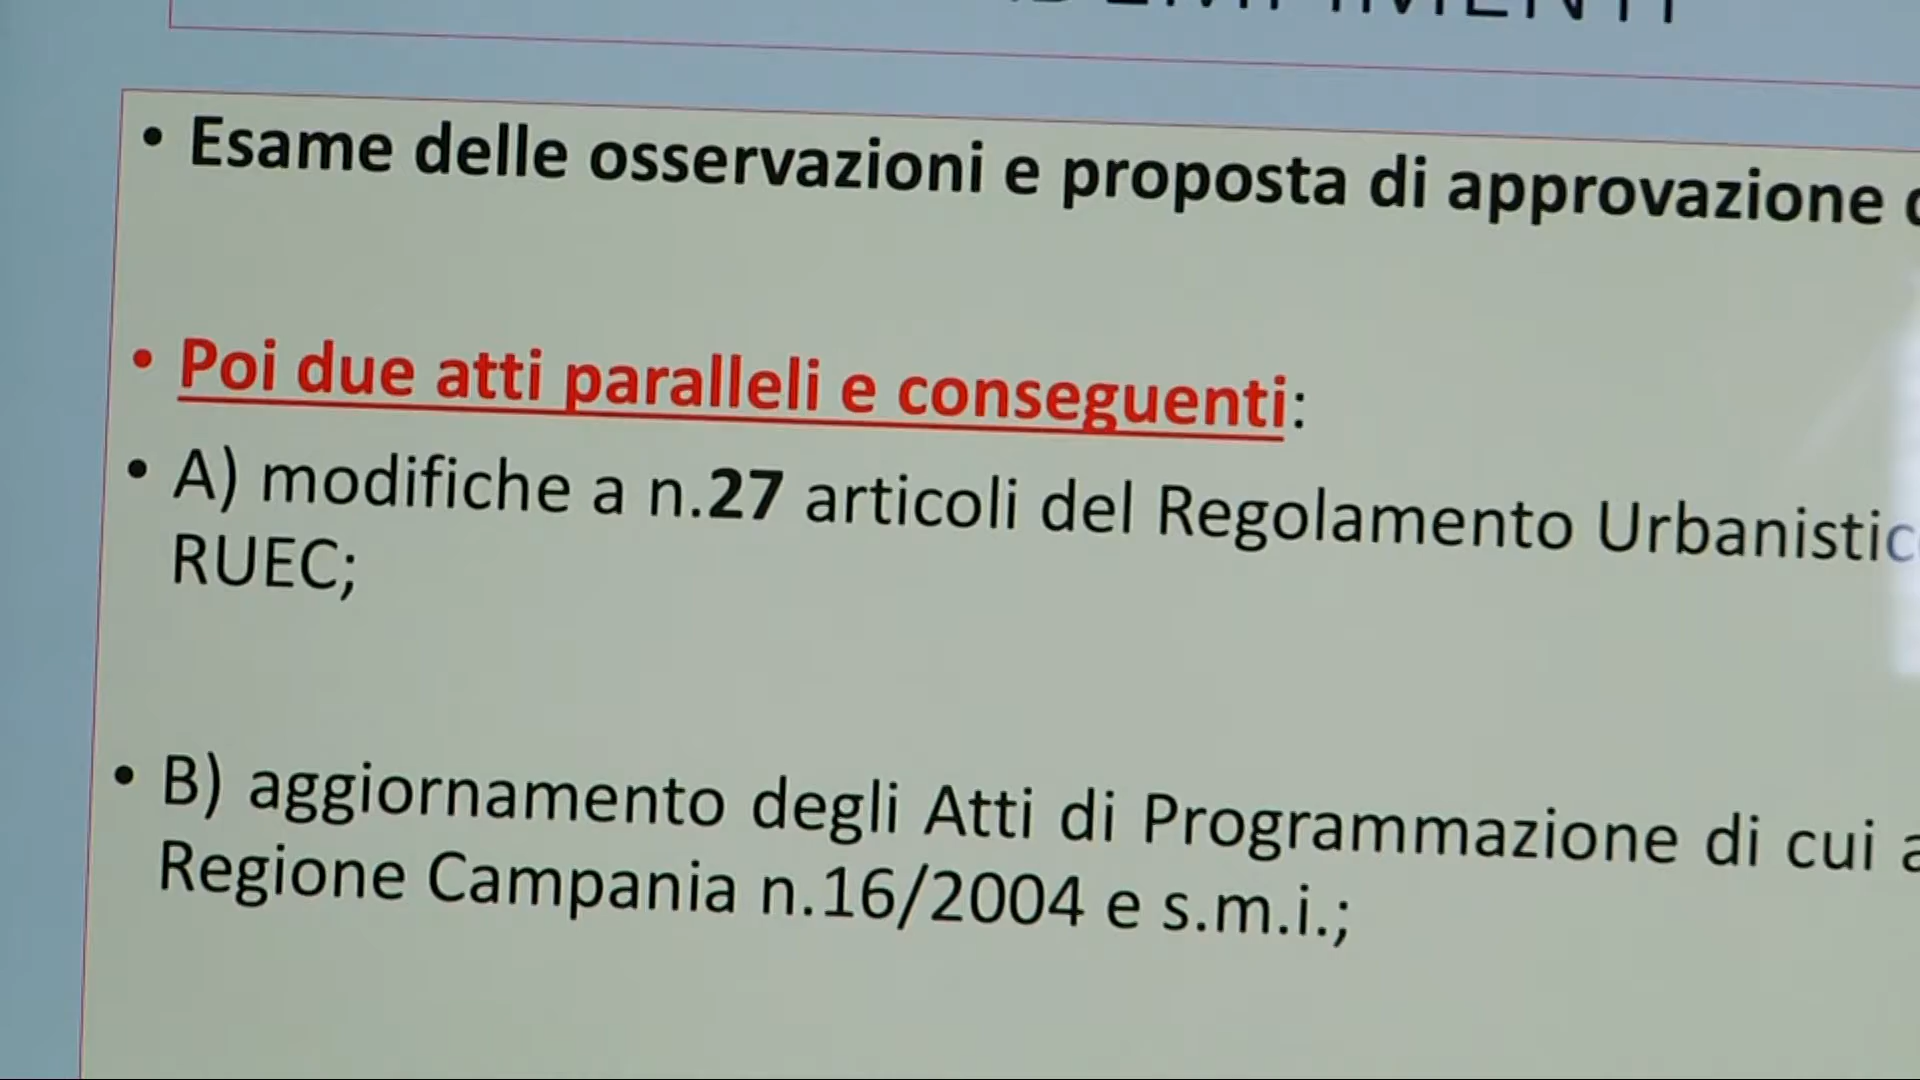 • Esame delle osservazioni e proposta di approvazione
• Poi due atti paralleli e conseguenti:
• A) modifiche a n.27 articoli del Regolamento Urbanistic
RUEC;
• B) aggiornamento degli Atti di Programmazione di cui
Regione Campania n.16/2004 e s.m.i.;